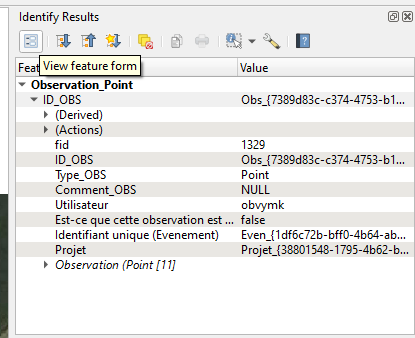 Identify Results
View feature form
Feat Value
Observation_Point
ID_OBS Obs_{7389d83c-c374-4753-b1...
(Derived)
(Actions)
fid 1329
ID_OBS Obs_{7389d83c-c374-4753-b1...
Type_OBS Point
Comment_OBS NULL
Utilisateur obvymk
Est-ce que cette observation est ... false
Identifiant unique (Evenement) Even_{1df6c72b-bff0-4b64-ab...
Projet Projet_{38801548-1795-4b62-b...
Observation (Point [11]